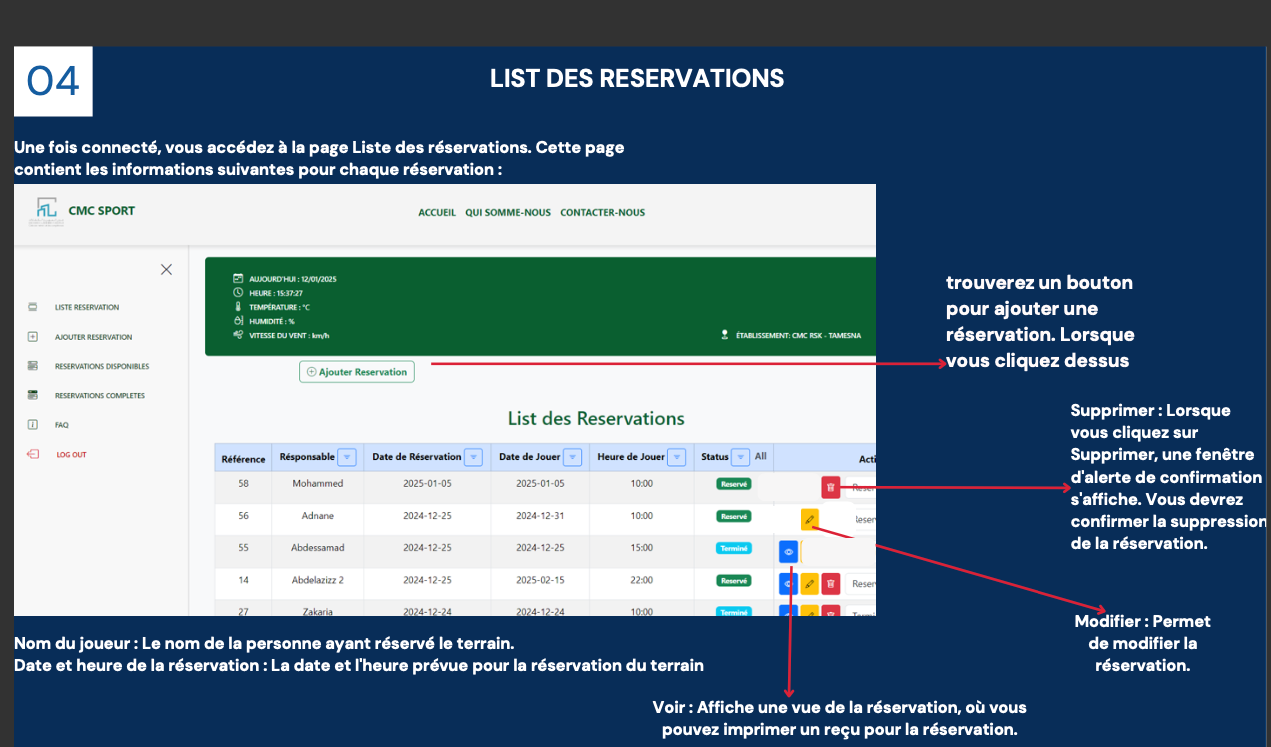 04
LIST DES RESERVATIONS
Une fois connecté, vous accédez à la page Liste des réservations. Cette page
contient les informations suivantes pour chaque réservation :
CMC SPORT
ACCUEIL QUI SOMME-NOUS CONTACTER-NOUS
LISTE RESERVATION
AJOUTER RESERVATION
RESERVATIONS DISPONIBLES
RESERVATIONS COMPLETES
FAQ
LOG OUT
AUJOURD'HUI : 12/01/2025
HEURE : 15:37:27
TEMPÉRATURE : °C
HUMIDITÉ : %
VITESSE DU VENT : km/h
ÉTABLISSEMENT: CMC RSK - TAMESNA
Ajouter Reservation
List des Reservations
Référence Résponsable Date de Réservation Date de Jouer Heure de Jouer Status All Acti
58 Mohammed 2025-01-05 2025-01-05 10:00 Reservé Reser
56 Adnane 2024-12-25 2024-12-31 10:00 Reservé leser
55 Abdessamad 2024-12-25 2024-12-25 15:00 Terminé
14 Abdelazizz 2 2024-12-25 2025-02-15 22:00 Reservé Reser
27 Zakaria 2024-12-24 2024-12-24 10:00 Terminé Termi
trouverez un bouton
pour ajouter une
réservation. Lorsque
vous cliquez dessus
Supprimer : Lorsque
vous cliquez sur
Supprimer, une fenêtre
d'alerte de confirmation
s'affiche. Vous devrez
confirmer la suppression
de la réservation.
Modifier : Permet
de modifier la
réservation.
Nom du joueur : Le nom de la personne ayant réservé le terrain.
Date et heure de la réservation : La date et l'heure prévue pour la réservation du terrain
Voir : Affiche une vue de la réservation, où vous
pouvez imprimer un reçu pour la réservation.